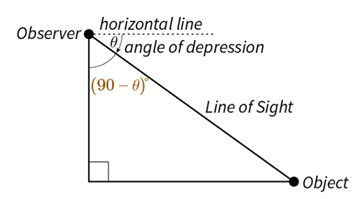 horizontal line
Observer
θ
angle of depression
(90 − θ)°
Line of Sight
Object